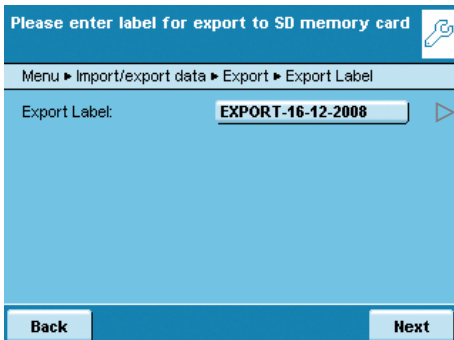 Please enter label for export to SD memory card
Menu ▸ Import/export data ▸ Export ▸ Export Label
Export Label: EXPORT-16-12-2008
Back Next